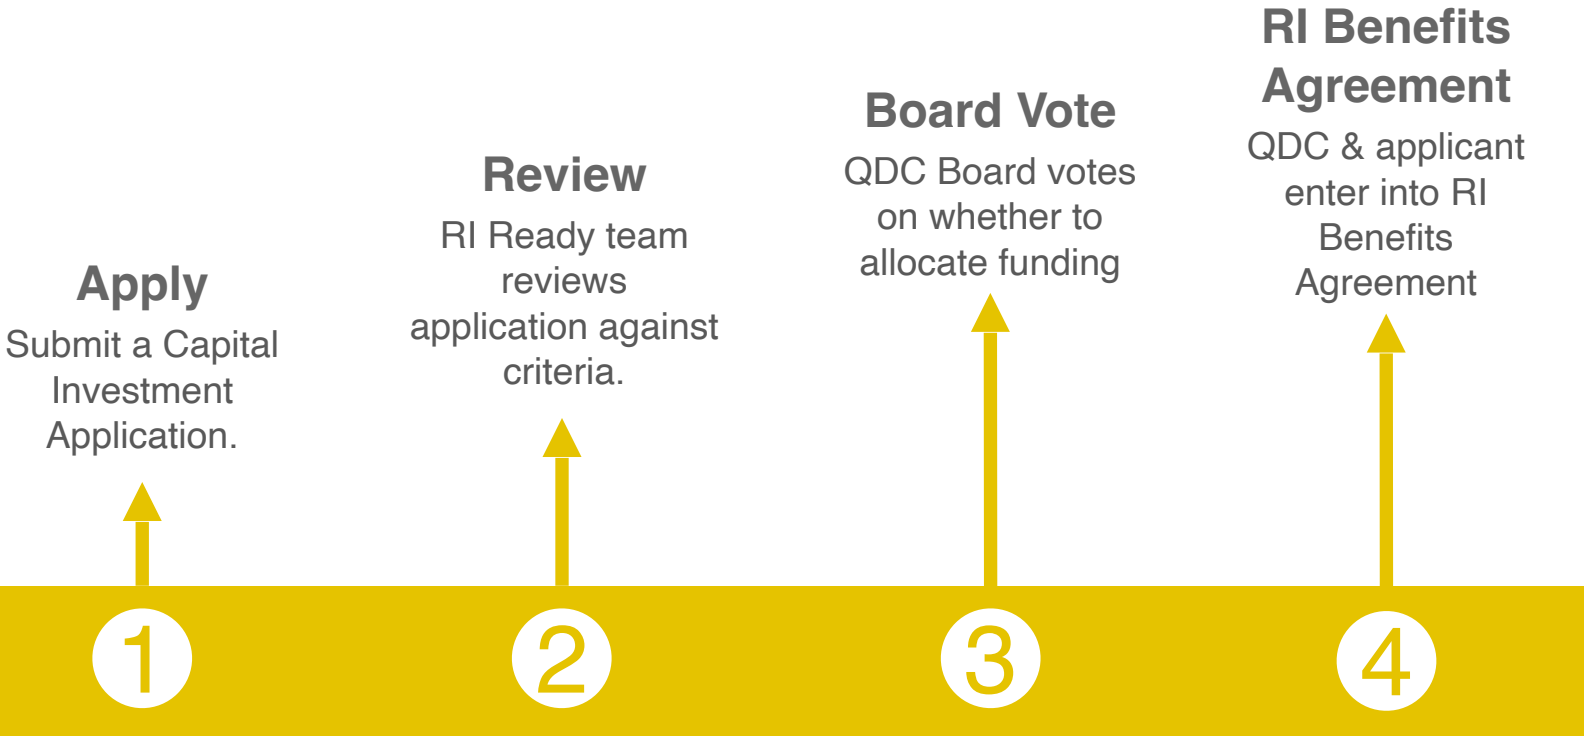 Apply
Submit a Capital
Investment
Application.
Review
RI Ready team
reviews
application against
criteria.
Board Vote
QDC Board votes
on whether to
allocate funding
RI Benefits
Agreement
QDC & applicant
enter into RI
Benefits
Agreement
1
2
3
4